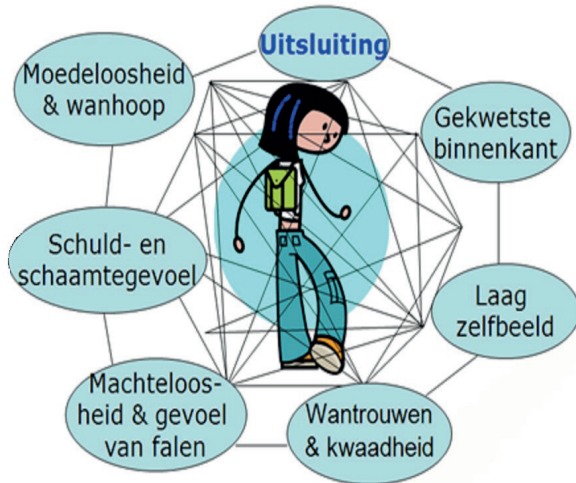 Uitsluiting
Gekwetste
binnenkant
Laag
zelfbeeld
Wantrouwen
& kwaadheid
Machteloos-
heid & gevoel
van falen
Schuld- en
schaamtegevoel
Moedeloosheid
& wanhoop